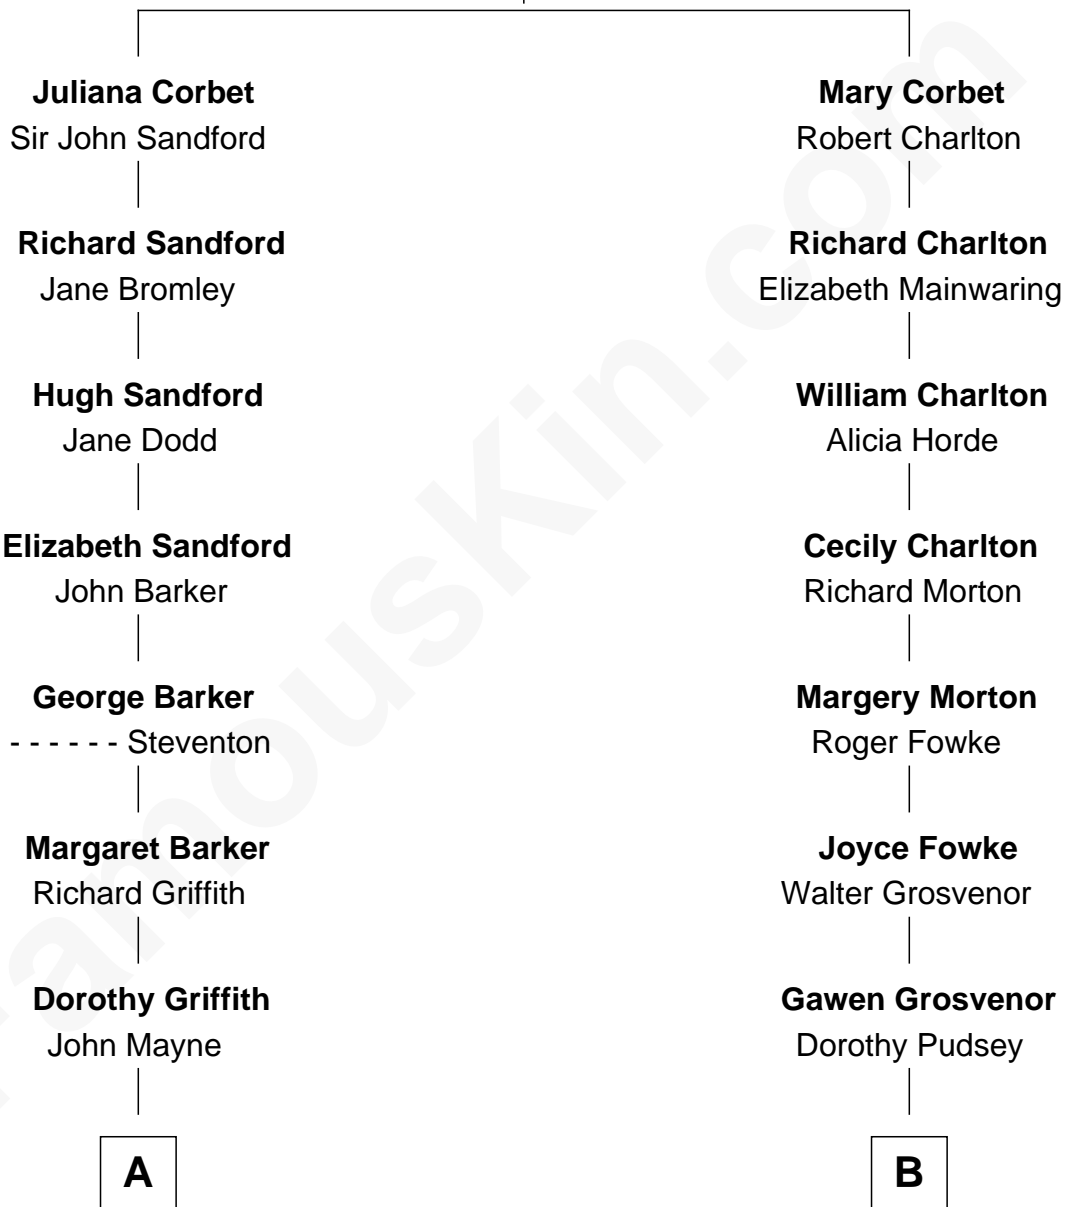 Juliana Corbet
Sir John Sandford
Mary Corbet
Robert Charlton
Richard Sandford
Jane Bromley
Richard Charlton
Elizabeth Mainwaring
Hugh Sandford
Jane Dodd
William Charlton
Alicia Horde
Elizabeth Sandford
John Barker
Cecily Charlton
Richard Morton
George Barker
- - - - - - Steventon
Margery Morton
Roger Fowke
Margaret Barker
Richard Griffith
Joyce Fowke
Walter Grosvenor
Dorothy Griffith
John Mayne
Gawen Grosvenor
Dorothy Pudsey
A
B
FamousKin.com